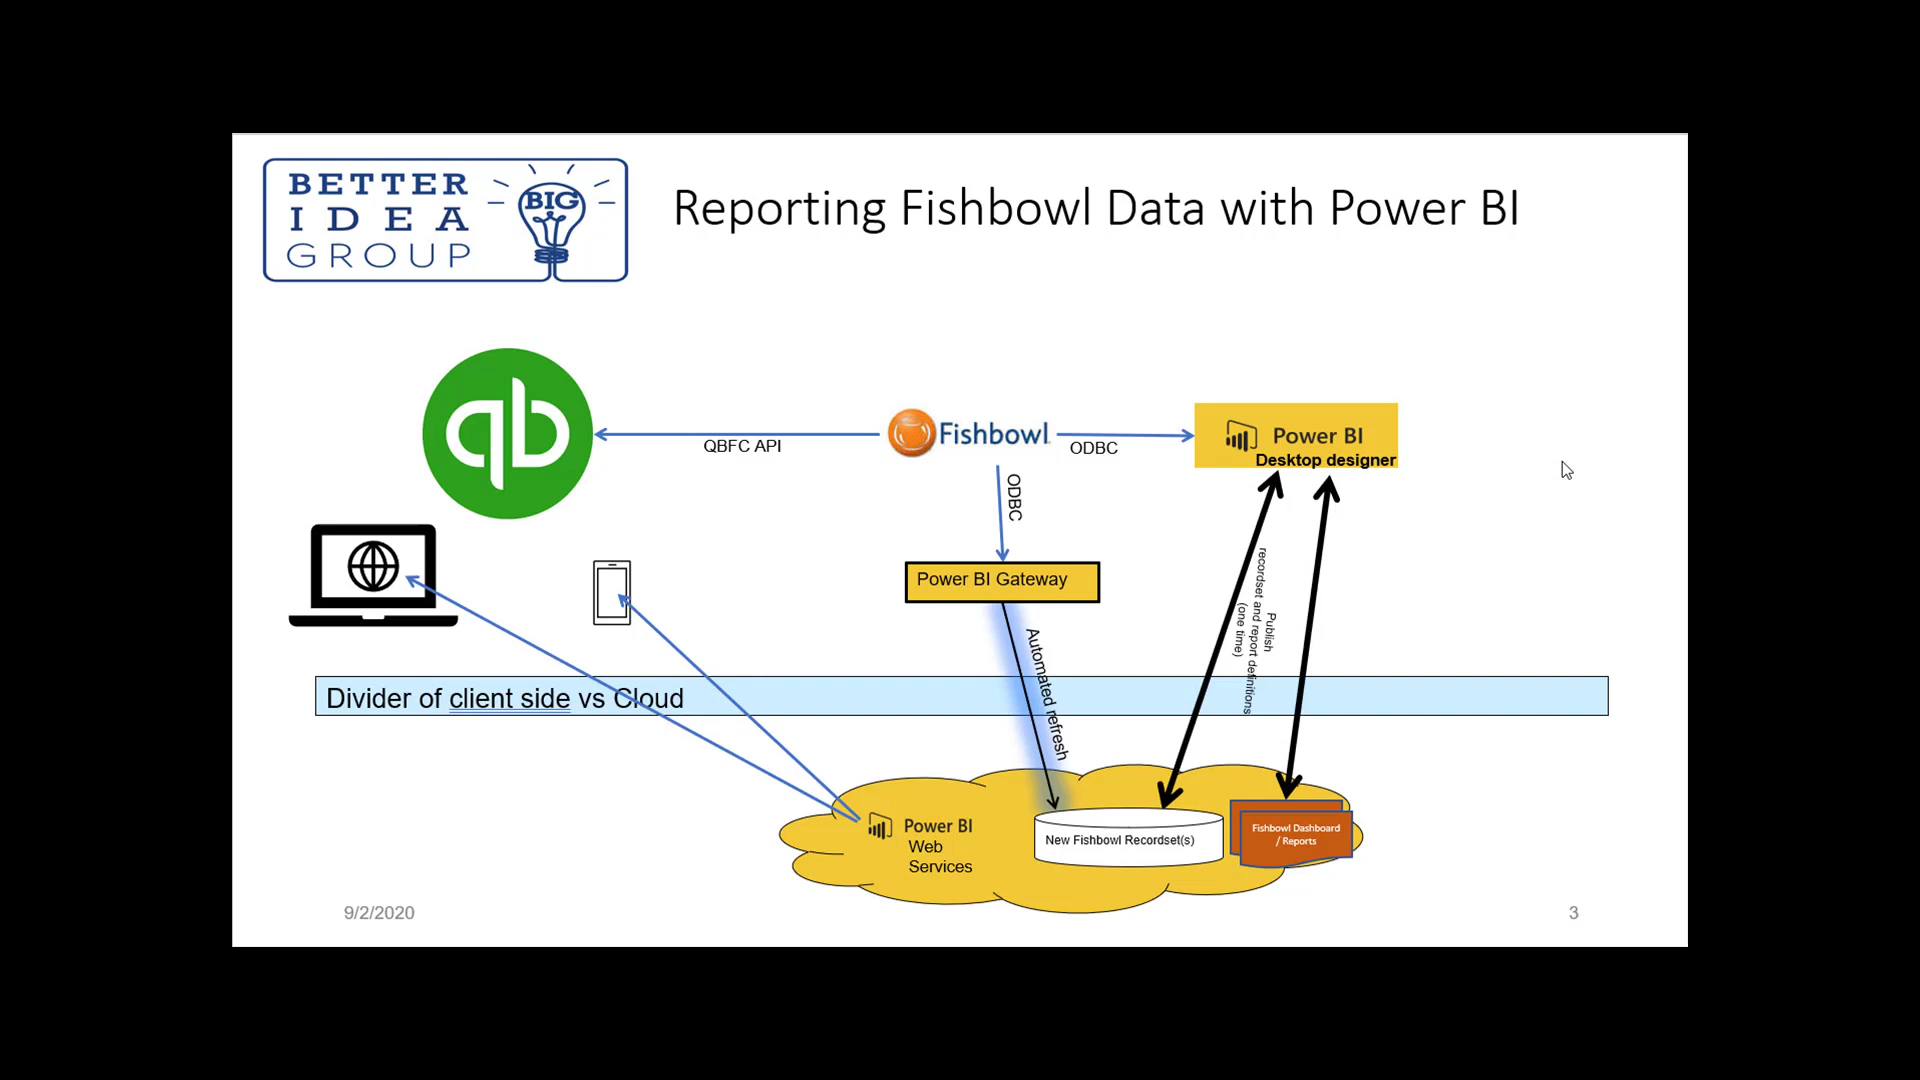 BETTER
IDEA
GROUP
BIG
Reporting Fishbowl Data with Power BI
qb
QBFC API
Fishbowl
ODBC
Power BI
Desktop designer
ODBC
Power BI Gateway
Automated refresh
Publish
recordset and report definitions
(one time)
Divider of client side vs Cloud
Power BI
Web
Services
New Fishbowl Recordset(s)
Fishbowl Dashboard
/ Reports
9/2/2020
3